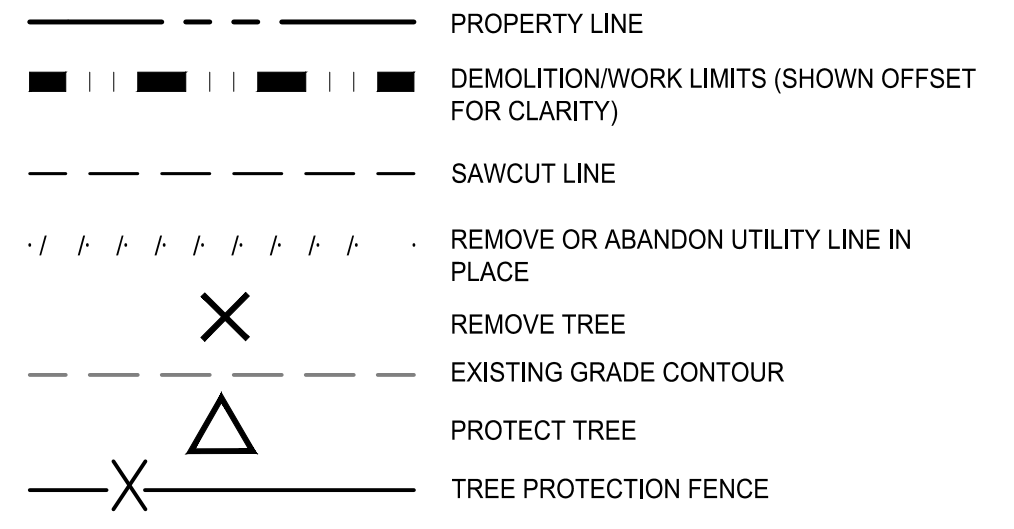 PROPERTY LINE
DEMOLITION/WORK LIMITS (SHOWN OFFSET
FOR CLARITY)
SAWCUT LINE
REMOVE OR ABANDON UTILITY LINE IN
PLACE
REMOVE TREE
EXISTING GRADE CONTOUR
PROTECT TREE
TREE PROTECTION FENCE